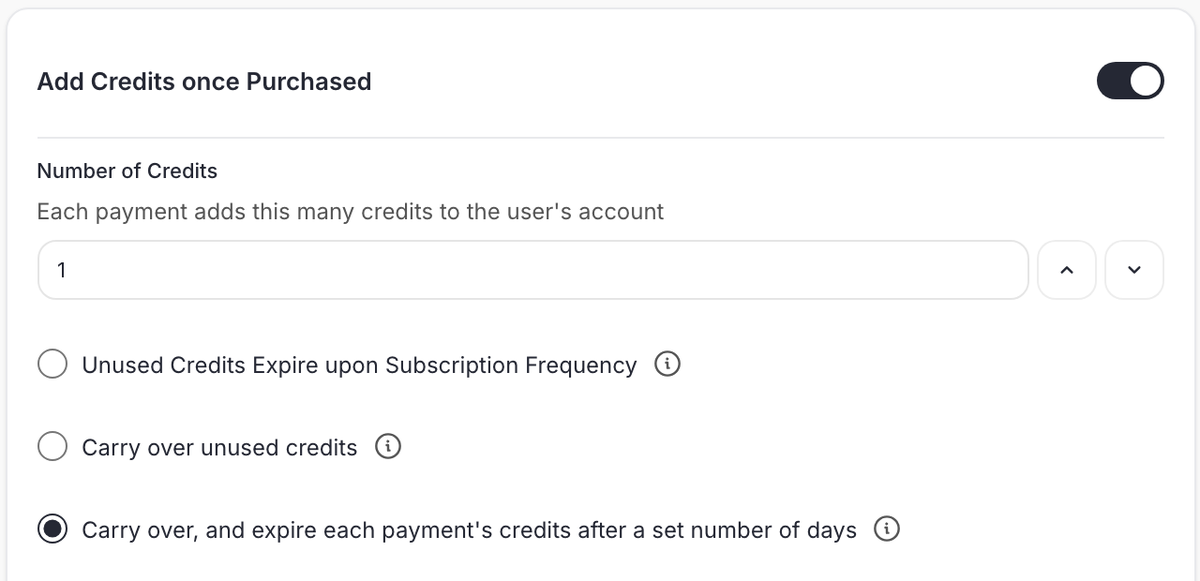 Add Credits once Purchased
Number of Credits
Each payment adds this many credits to the user's account
1
Unused Credits Expire upon Subscription Frequency
Carry over unused credits
Carry over, and expire each payment's credits after a set number of days